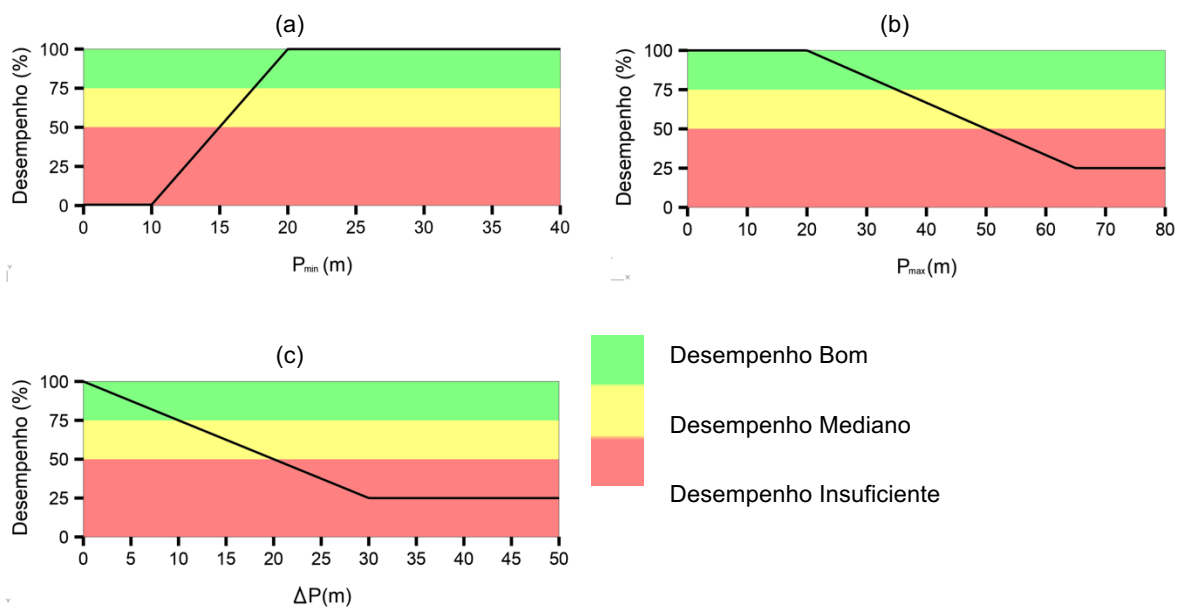 (a)
Desempenho (%)
100
75
50
25
0
0 10 15 20 25 30 35 40
P min (m)
(b)
Desempenho (%)
100
75
50
25
0
0 10 20 30 40 50 60 70 80
P max (m)
(c)
Desempenho (%)
100
75
50
25
0
0 5 10 15 20 25 30 35 40 45 50
ΔP(m)
Desempenho Bom
Desempenho Mediano
Desempenho Insuficiente